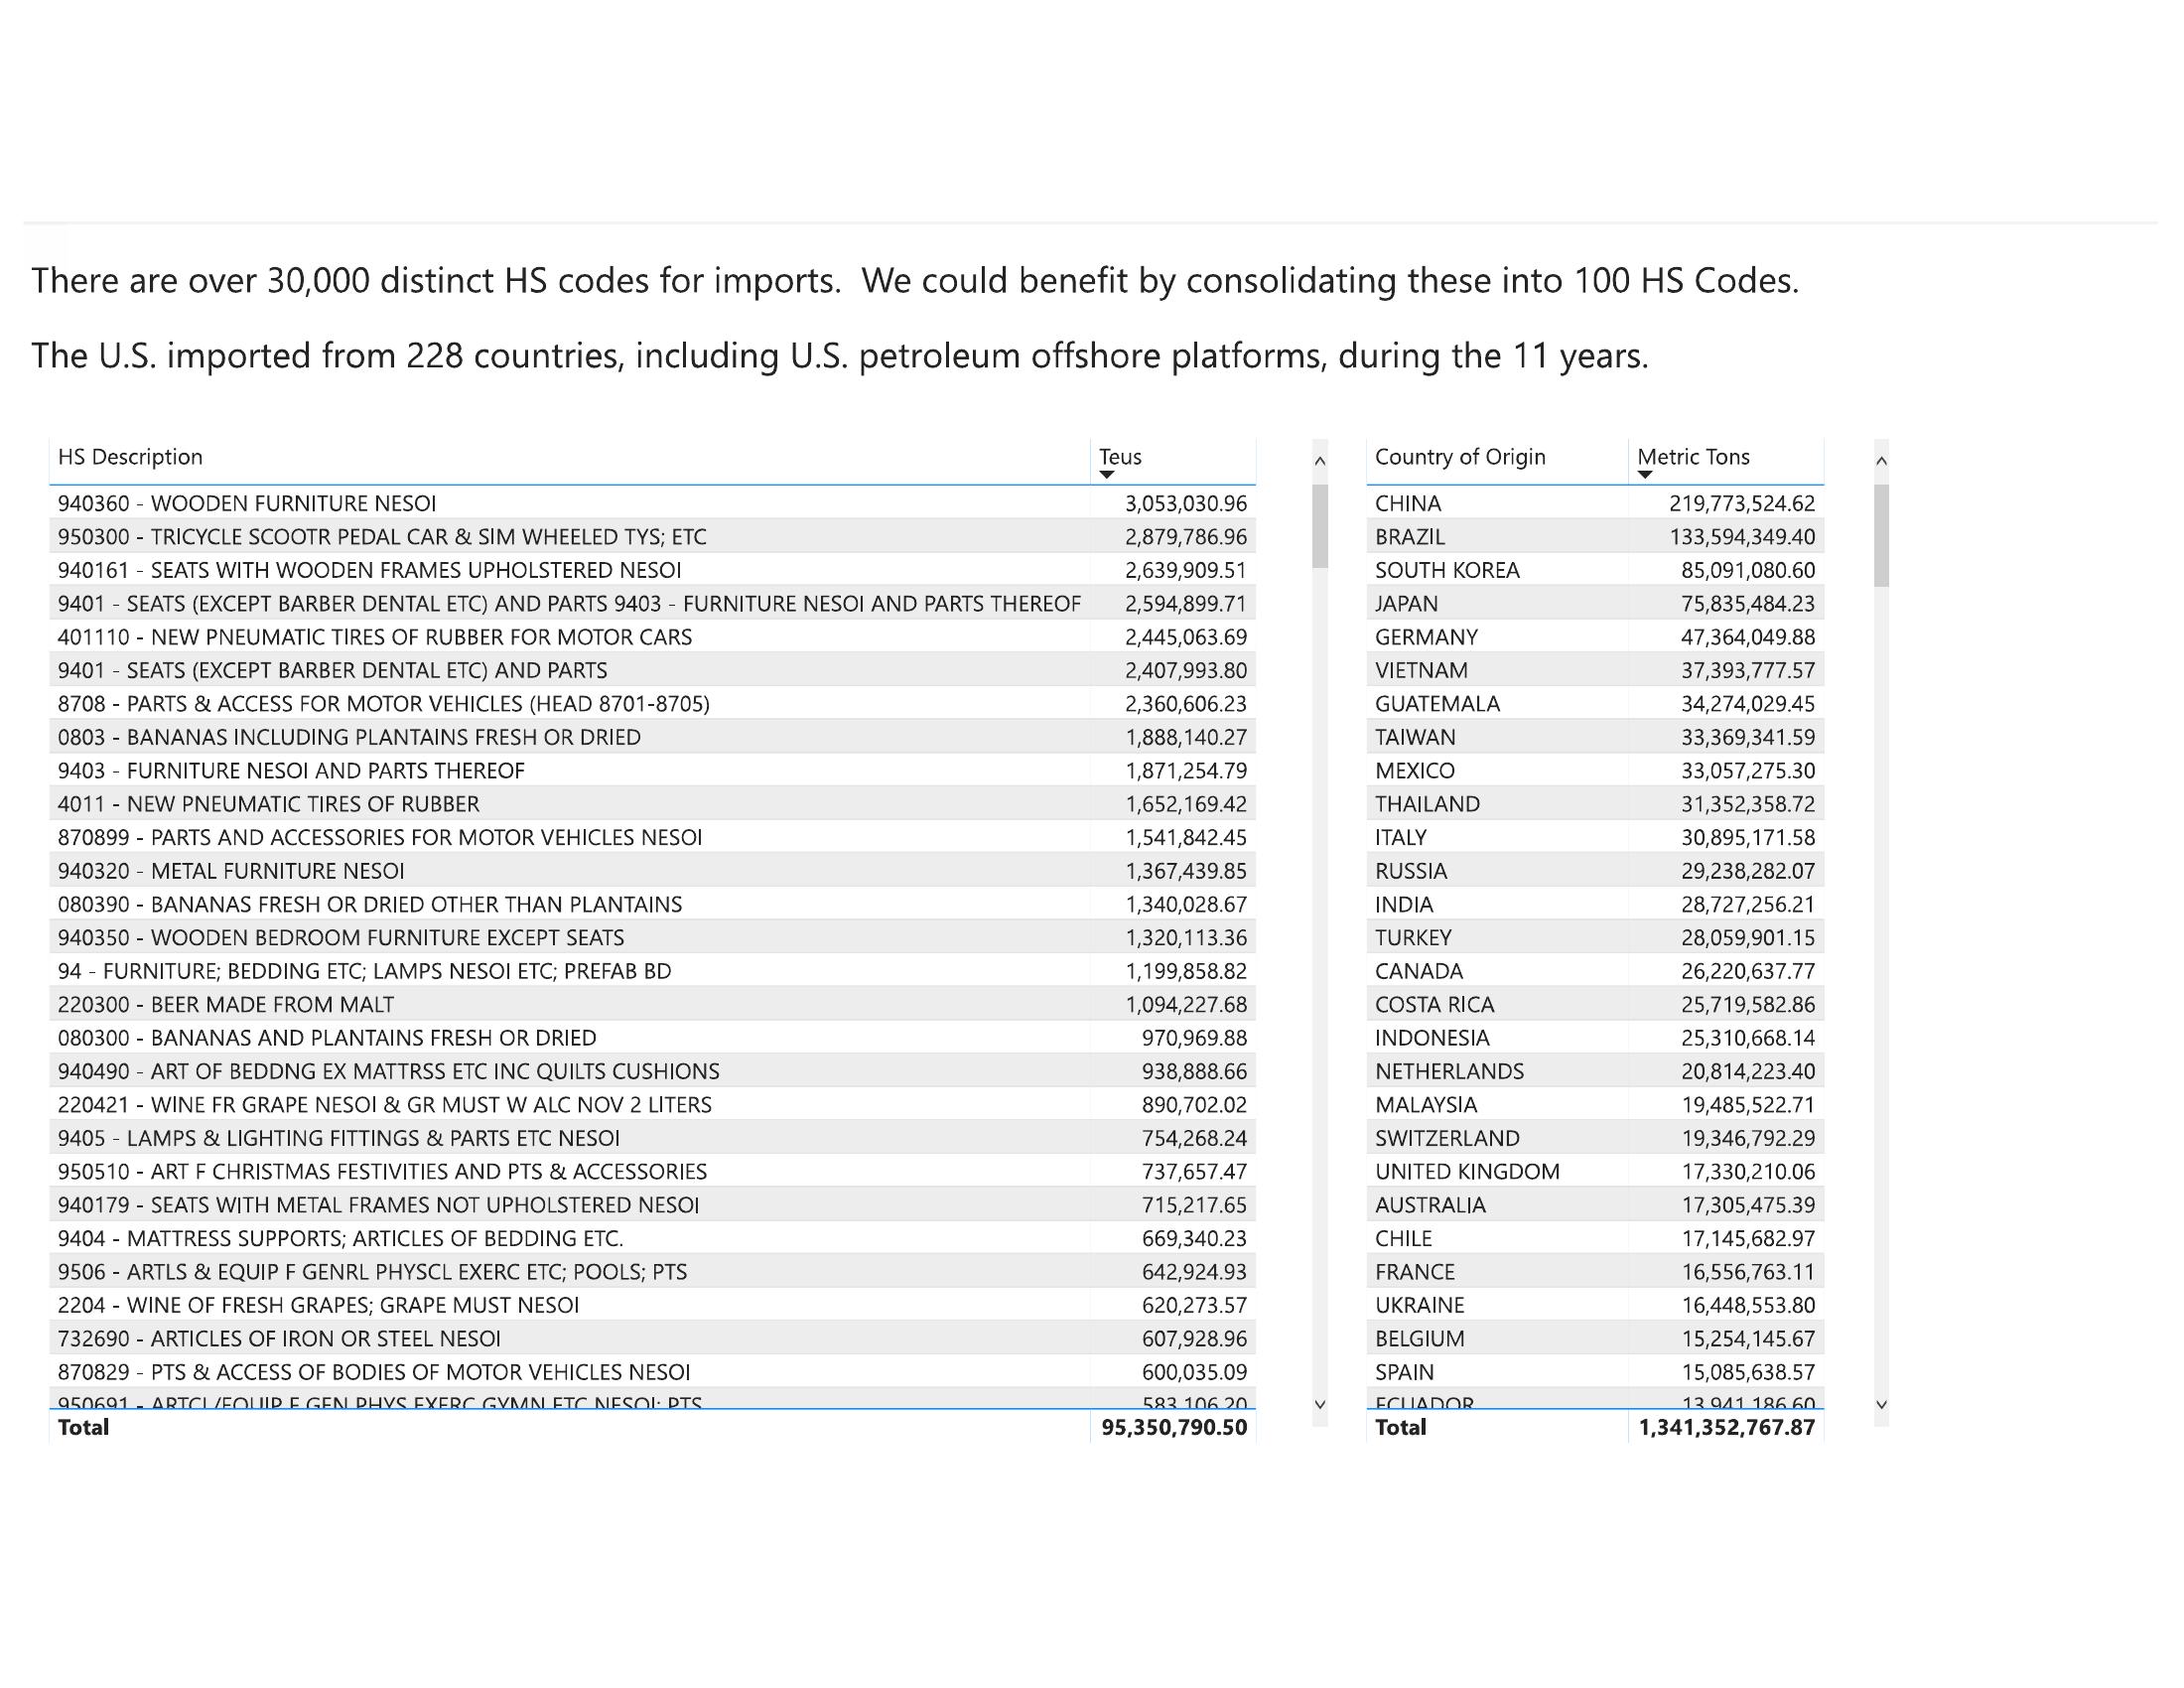 There are over 30,000 distinct HS codes for imports.  We could benefit by consolidating these into 100 HS Codes.
The U.S. imported from 228 countries, including U.S. petroleum offshore platforms, during the 11 years.
HS Description Teus
940360 - WOODEN FURNITURE NESOI 3,053,030.96
950300 - TRICYCLE SCOOTR PEDAL CAR & SIM WHEELED TYS; ETC 2,879,786.96
940161 - SEATS WITH WOODEN FRAMES UPHOLSTERED NESOI 2,639,909.51
9401 - SEATS (EXCEPT BARBER DENTAL ETC) AND PARTS 9403 - FURNITURE NESOI AND PARTS THEREOF 2,594,899.71
401110 - NEW PNEUMATIC TIRES OF RUBBER FOR MOTOR CARS 2,445,063.69
9401 - SEATS (EXCEPT BARBER DENTAL ETC) AND PARTS 2,407,993.80
8708 - PARTS & ACCESS FOR MOTOR VEHICLES (HEAD 8701-8705) 2,360,606.23
0803 - BANANAS INCLUDING PLANTAINS FRESH OR DRIED 1,888,140.27
9403 - FURNITURE NESOI AND PARTS THEREOF 1,871,254.79
4011 - NEW PNEUMATIC TIRES OF RUBBER 1,652,169.42
870899 - PARTS AND ACCESSORIES FOR MOTOR VEHICLES NESOI 1,541,842.45
940320 - METAL FURNITURE NESOI 1,367,439.85
080390 - BANANAS FRESH OR DRIED OTHER THAN PLANTAINS 1,340,028.67
940350 - WOODEN BEDROOM FURNITURE EXCEPT SEATS 1,320,113.36
94 - FURNITURE; BEDDING ETC; LAMPS NESOI ETC; PREFAB BD 1,199,858.82
220300 - BEER MADE FROM MALT 1,094,227.68
080300 - BANANAS AND PLANTAINS FRESH OR DRIED 970,969.88
940490 - ART OF BEDDNG EX MATTRSS ETC INC QUILTS CUSHIONS 938,888.66
220421 - WINE FR GRAPE NESOI & GR MUST W ALC NOV 2 LITERS 890,702.02
9405 - LAMPS & LIGHTING FITTINGS & PARTS ETC NESOI 754,268.24
950510 - ART F CHRISTMAS FESTIVITIES AND PTS & ACCESSORIES 737,657.47
940179 - SEATS WITH METAL FRAMES NOT UPHOLSTERED NESOI 715,217.65
9404 - MATTRESS SUPPORTS; ARTICLES OF BEDDING ETC. 669,340.23
9506 - ARTLS & EQUIP F GENRL PHYSCL EXERC ETC; POOLS; PTS 642,924.93
2204 - WINE OF FRESH GRAPES; GRAPE MUST NESOI 620,273.57
732690 - ARTICLES OF IRON OR STEEL NESOI 607,928.96
870829 - PTS & ACCESS OF BODIES OF MOTOR VEHICLES NESOI 600,035.09
950691 - ARTCL/EQUIP F GEN PHYS EXERC GYMN ETC NESOI; PTS 583,106.20
Total 95,350,790.50
Country of Origin Metric Tons
CHINA 219,773,524.62
BRAZIL 133,594,349.40
SOUTH KOREA 85,091,080.60
JAPAN 75,835,484.23
GERMANY 47,364,049.88
VIETNAM 37,393,777.57
GUATEMALA 34,274,029.45
TAIWAN 33,369,341.59
MEXICO 33,057,275.30
THAILAND 31,352,358.72
ITALY 30,895,171.58
RUSSIA 29,238,282.07
INDIA 28,727,256.21
TURKEY 28,059,901.15
CANADA 26,220,637.77
COSTA RICA 25,719,582.86
INDONESIA 25,310,668.14
NETHERLANDS 20,814,223.40
MALAYSIA 19,485,522.71
SWITZERLAND 19,346,792.29
UNITED KINGDOM 17,330,210.06
AUSTRALIA 17,305,475.39
CHILE 17,145,682.97
FRANCE 16,556,763.11
UKRAINE 16,448,553.80
BELGIUM 15,254,145.67
SPAIN 15,085,638.57
ECUADOR 13,941,186.60
Total 1,341,352,767.87